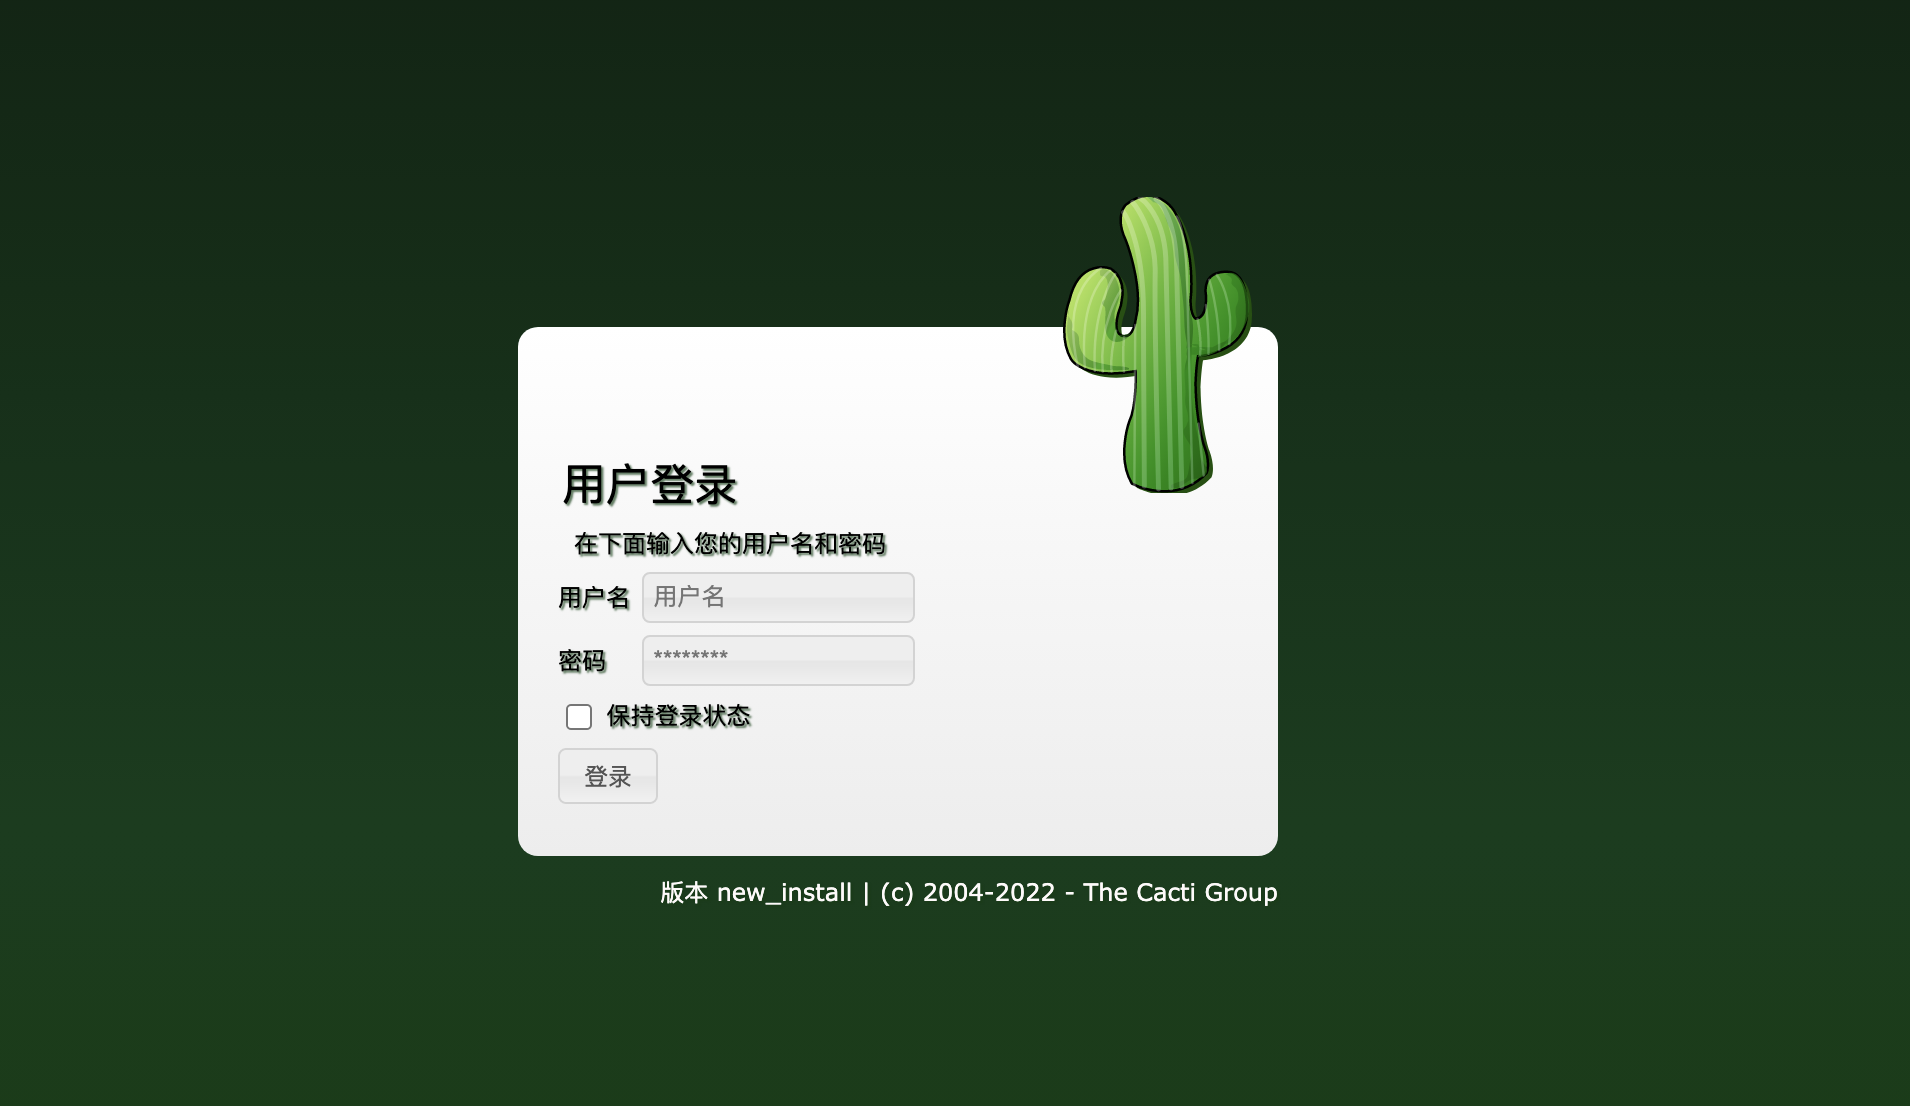 用户登录
在下面输入您的用户名和密码
用户名 用户名
密码 ********
保持登录状态
登录
版本 new_install | (c) 2004-2022 - The Cacti Group